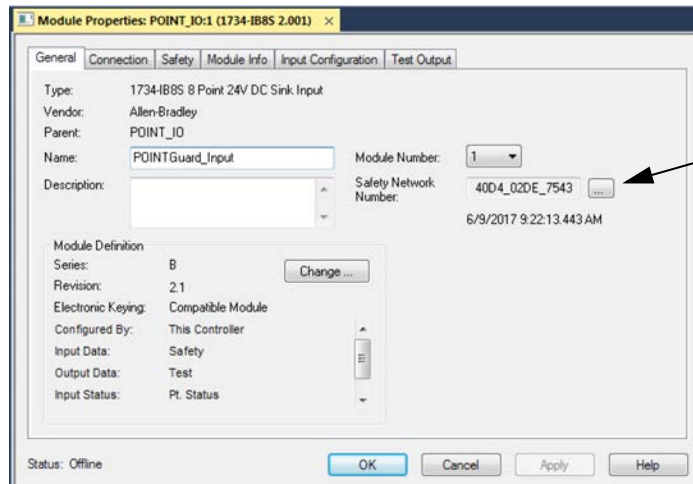 Module Properties: POINT_IO:1 (1734-IB8S 2.001) ×
General Connection Safety Module Info Input Configuration Test Output
Type: 1734-IB8S 8 Point 24V DC Sink Input
Vendor: Allen-Bradley
Parent: POINT_IO
Name: POINTGuard_Input Module Number: 1
Description: Safety Network Number: 40D4_02DE_7543 ...
6/9/2017 9:22:13.443 AM
Module Definition
Series: B Change ...
Revision: 2.1
Electronic Keying: Compatible Module
Configured By: This Controller
Input Data: Safety
Output Data: Test
Input Status: Pt. Status
Status: Offline OK Cancel Apply Help